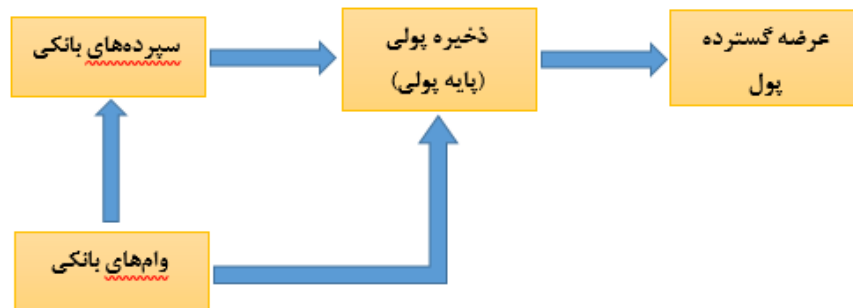 عرضه گسترده
پول
ذخیره پولی
(پایه پولی)
سپرده‌های بانکی
وام‌های بانکی